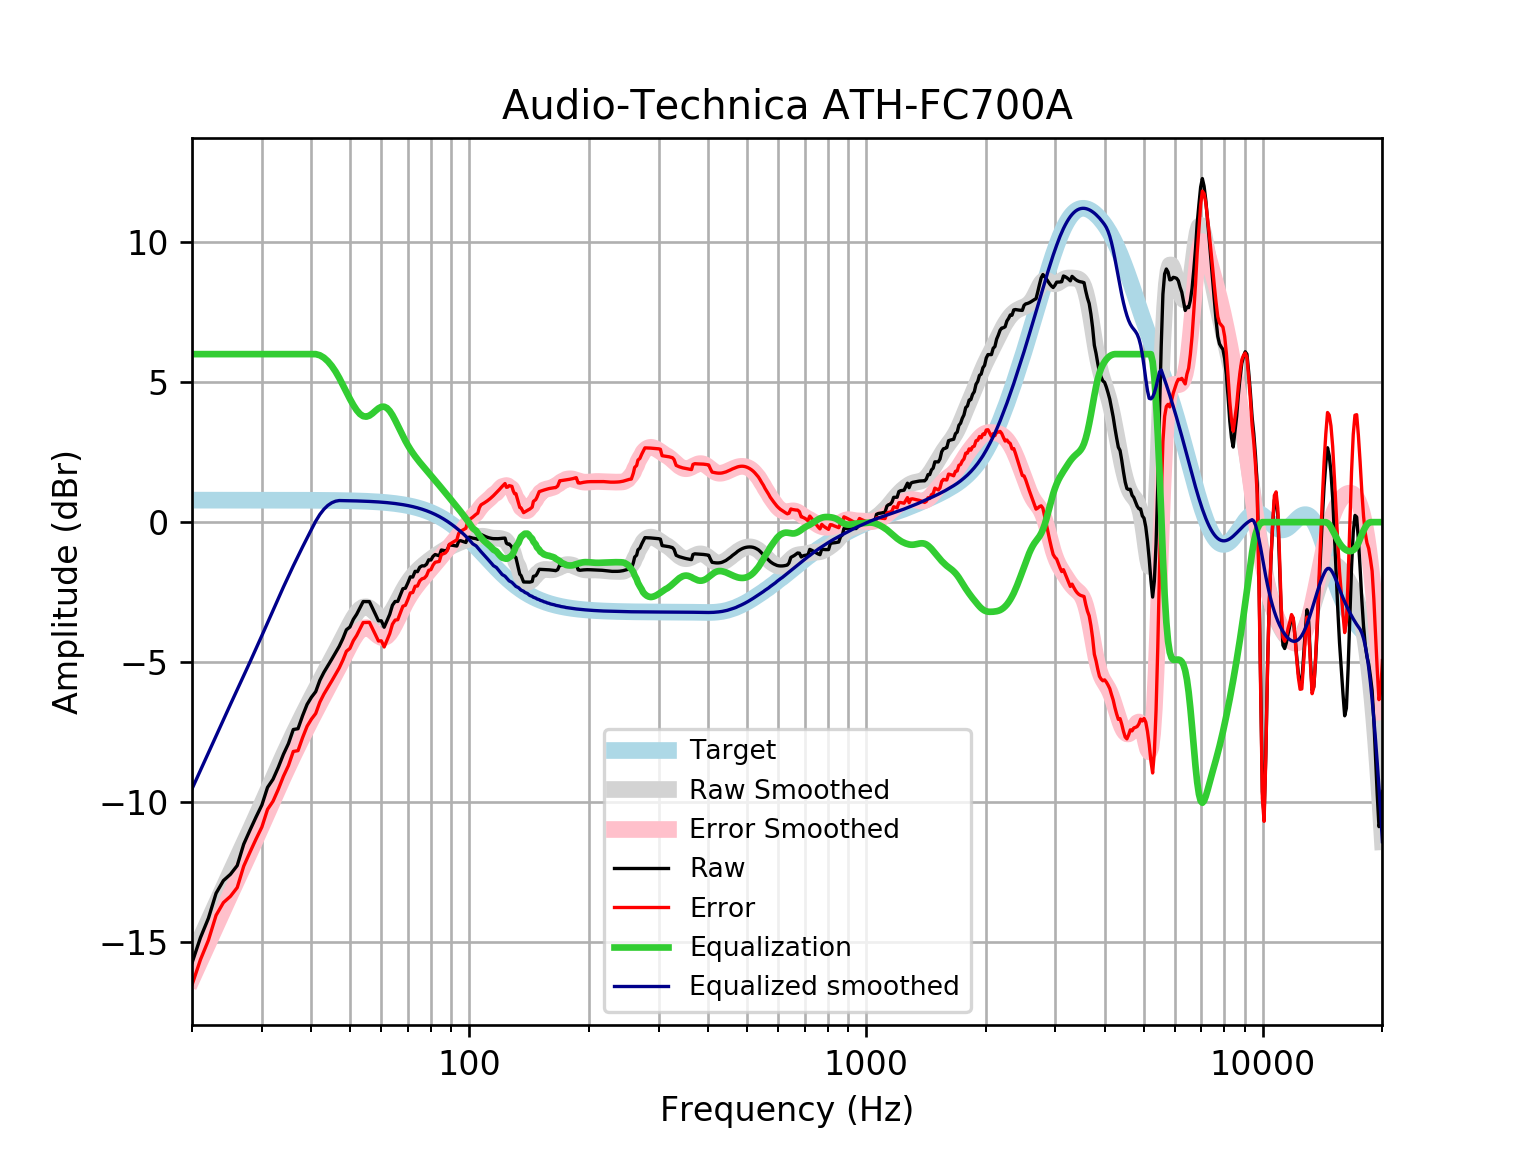 Audio-Technica ATH-FC700A
Amplitude (dBr)
10
5
0
−5
−10
−15
Target
Raw Smoothed
Error Smoothed
Raw
Error
Equalization
Equalized smoothed
100 1000 10000
Frequency (Hz)